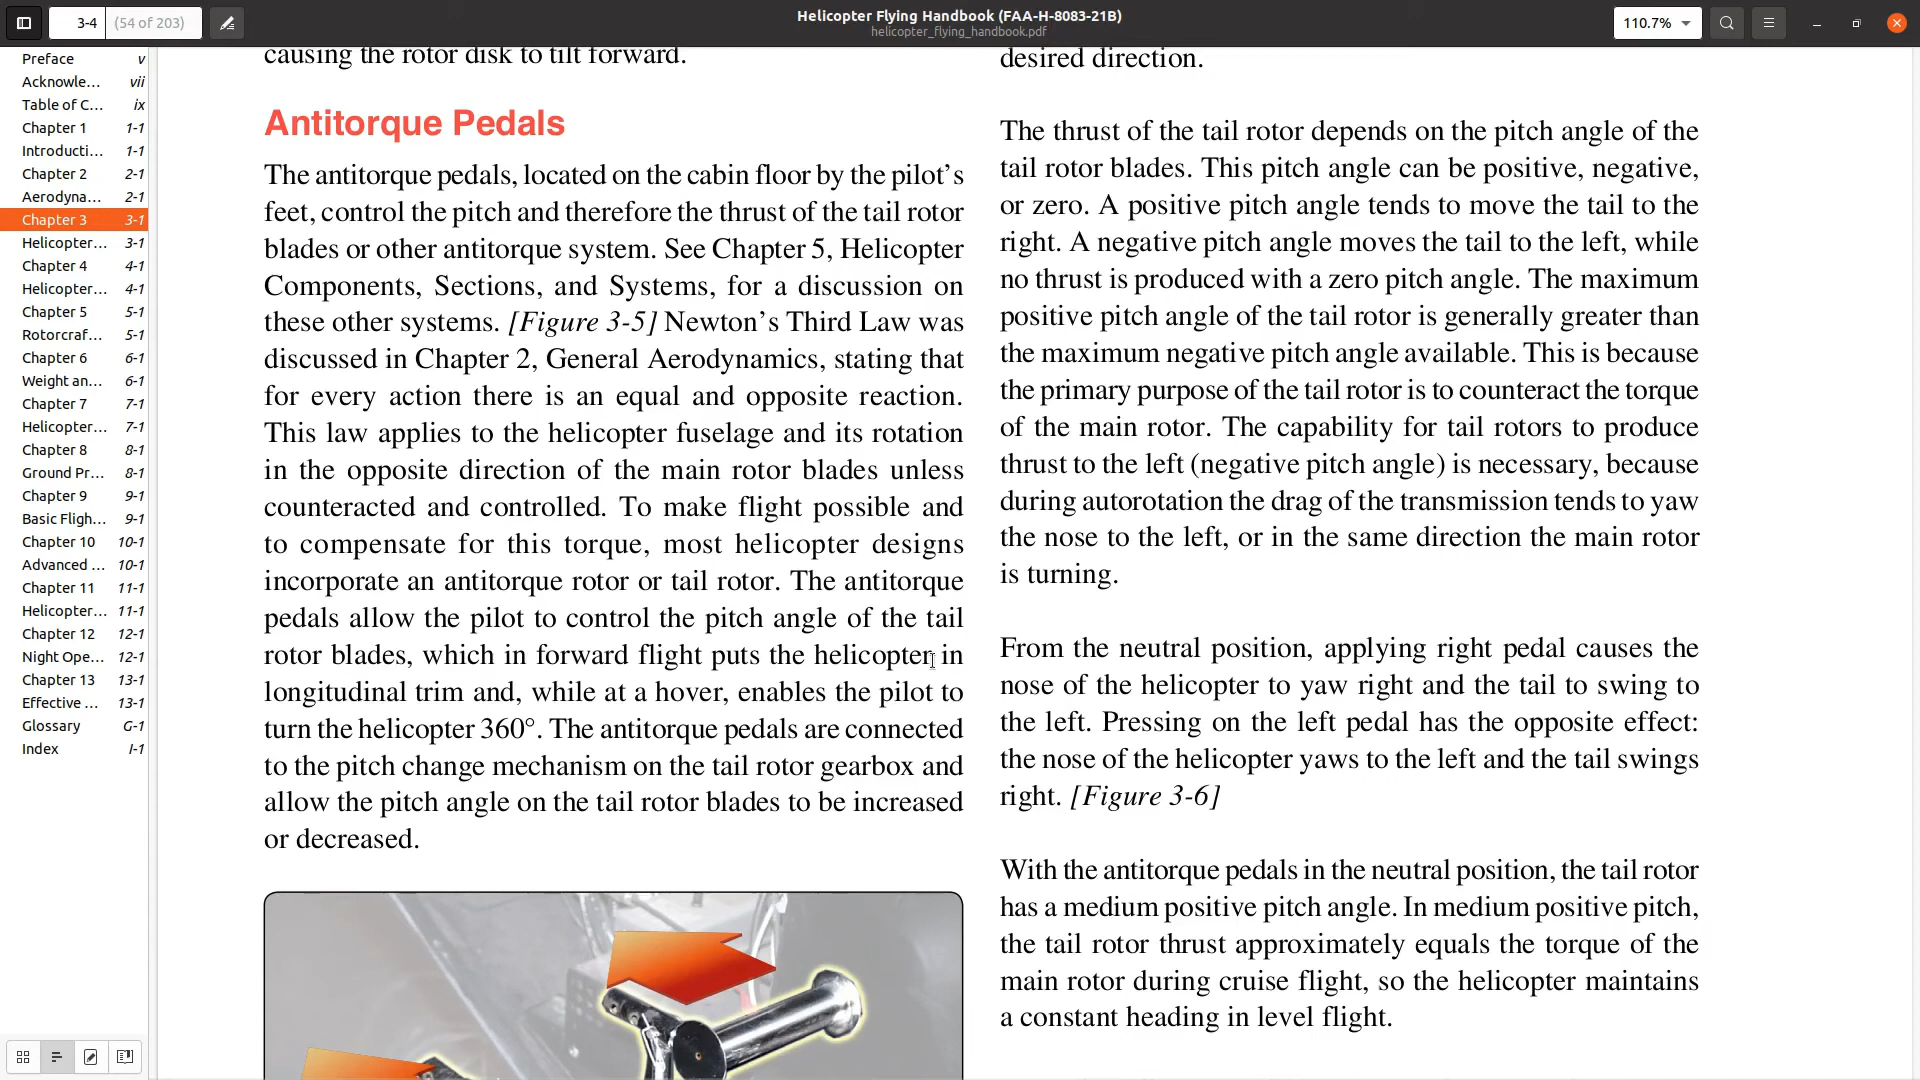 3-4 (54 of 203)
Helicopter Flying Handbook (FAA-H-8083-21B)
helicopter_flying_handbook.pdf
110.7%
Preface v
Acknowle... vii
Table of C... ix
Chapter 1 1-1
Introducti... 1-1
Chapter 2 2-1
Aerodyna... 2-1
Chapter 3 3-1
Helicopter... 3-1
Chapter 4 4-1
Helicopter... 4-1
Chapter 5 5-1
Rotorcraf... 5-1
Chapter 6 6-1
Weight an... 6-1
Chapter 7 7-1
Helicopter... 7-1
Chapter 8 8-1
Ground Pr... 8-1
Chapter 9 9-1
Basic Fligh... 9-1
Chapter 10 10-1
Advanced ... 10-1
Chapter 11 11-1
Helicopter... 11-1
Chapter 12 12-1
Night Ope... 12-1
Chapter 13 13-1
Effective ... 13-1
Glossary G-1
Index I-1
causing the rotor disk to tilt forward.
Antitorque Pedals
The antitorque pedals, located on the cabin floor by the pilot's
feet, control the pitch and therefore the thrust of the tail rotor
blades or other antitorque system. See Chapter 5, Helicopter
Components, Sections, and Systems, for a discussion on
these other systems. [Figure 3-5] Newton's Third Law was
discussed in Chapter 2, General Aerodynamics, stating that
for every action there is an equal and opposite reaction.
This law applies to the helicopter fuselage and its rotation
in the opposite direction of the main rotor blades unless
counteracted and controlled. To make flight possible and
to compensate for this torque, most helicopter designs
incorporate an antitorque rotor or tail rotor. The antitorque
pedals allow the pilot to control the pitch angle of the tail
rotor blades, which in forward flight puts the helicopter in
longitudinal trim and, while at a hover, enables the pilot to
turn the helicopter 360°. The antitorque pedals are connected
to the pitch change mechanism on the tail rotor gearbox and
allow the pitch angle on the tail rotor blades to be increased
or decreased.
desired direction.
The thrust of the tail rotor depends on the pitch angle of the
tail rotor blades. This pitch angle can be positive, negative,
or zero. A positive pitch angle tends to move the tail to the
right. A negative pitch angle moves the tail to the left, while
no thrust is produced with a zero pitch angle. The maximum
positive pitch angle of the tail rotor is generally greater than
the maximum negative pitch angle available. This is because
the primary purpose of the tail rotor is to counteract the torque
of the main rotor. The capability for tail rotors to produce
thrust to the left (negative pitch angle) is necessary, because
during autorotation the drag of the transmission tends to yaw
the nose to the left, or in the same direction the main rotor
is turning.
From the neutral position, applying right pedal causes the
nose of the helicopter to yaw right and the tail to swing to
the left. Pressing on the left pedal has the opposite effect:
the nose of the helicopter yaws to the left and the tail swings
right. [Figure 3-6]
With the antitorque pedals in the neutral position, the tail rotor
has a medium positive pitch angle. In medium positive pitch,
the tail rotor thrust approximately equals the torque of the
main rotor during cruise flight, so the helicopter maintains
a constant heading in level flight.